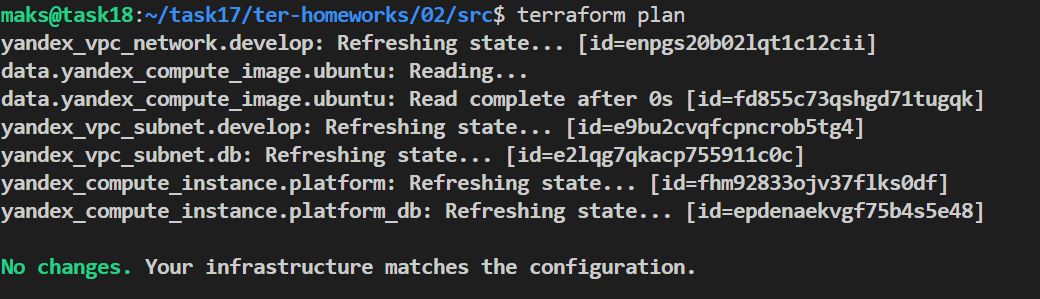 maks@task18:~/task17/ter-homeworks/02/src$ terraform plan
yandex_vpc_network.develop: Refreshing state... [id=enpgs20b02lqt1c12cii]
data.yandex_compute_image.ubuntu: Reading...
data.yandex_compute_image.ubuntu: Read complete after 0s [id=fd855c73qshgd71tugqk]
yandex_vpc_subnet.develop: Refreshing state... [id=e9bu2cvqfcpncrob5tg4]
yandex_vpc_subnet.db: Refreshing state... [id=e2lqg7qkacp755911c0c]
yandex_compute_instance.platform: Refreshing state... [id=fhm92833ojv37flks0df]
yandex_compute_instance.platform_db: Refreshing state... [id=epdenaekvgf75b4s5e48]
No changes. Your infrastructure matches the configuration.